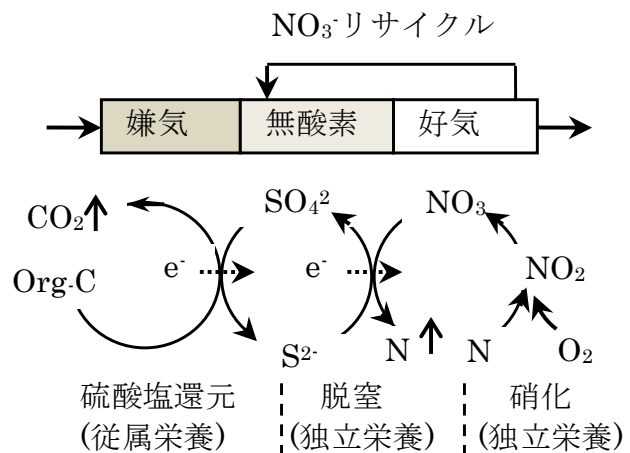 NO₃⁻リサイクル
嫌気 無酸素 好気
CO₂ SO₄² NO₃
e⁻ e⁻ NO₂
Org-C
S²⁻ N N O₂
硫酸塩還元 脱窒 硝化
(従属栄養) (独立栄養) (独立栄養)